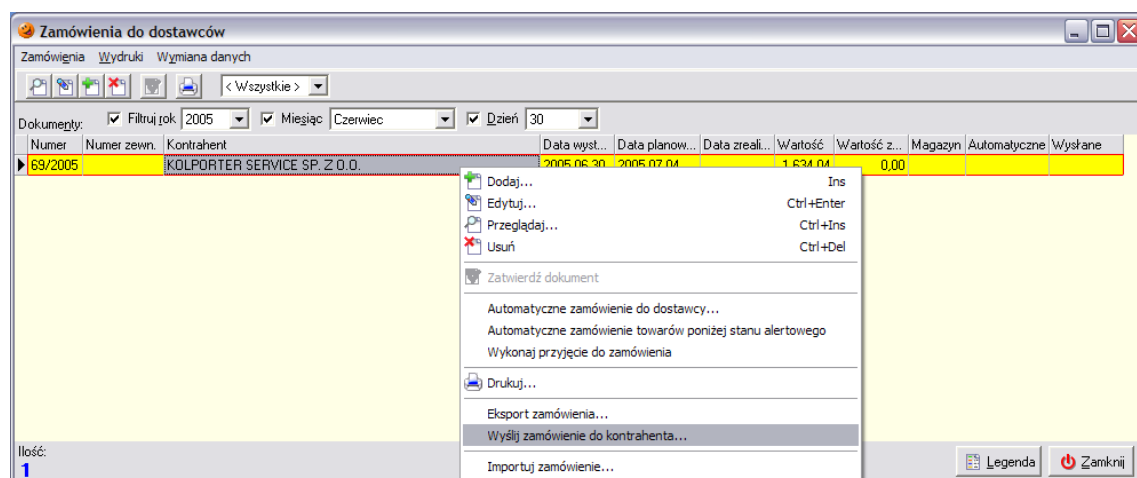 Zamówienia do dostawców
Zamówienia Wydruki Wymiana danych
< Wszystkie >
Dokumenty: Filtruj rok 2005 Miesiąc Czerwiec Dzień 30
Numer Numer zewn. Kontrahent Data wyst... Data planow... Data zreali... Wartość Wartość z... Magazyn Automatyczne Wysłane
69/2005 KOLPORTER SERVICE SP. Z O.O. 2005.06.30 2005.07.04 1 634,04 0,00
Dodaj... Ins
Edytuj... Ctrl+Enter
Przeglądaj... Ctrl+Ins
Usuń Ctrl+Del
Zatwierdź dokument
Automatyczne zamówienie do dostawcy...
Automatyczne zamówienie towarów poniżej stanu alertowego
Wykonaj przyjęcie do zamówienia
Drukuj...
Eksport zamówienia...
Wyślij zamówienie do kontrahenta...
Importuj zamówienie...
Ilość:
1
Legenda Zamknij